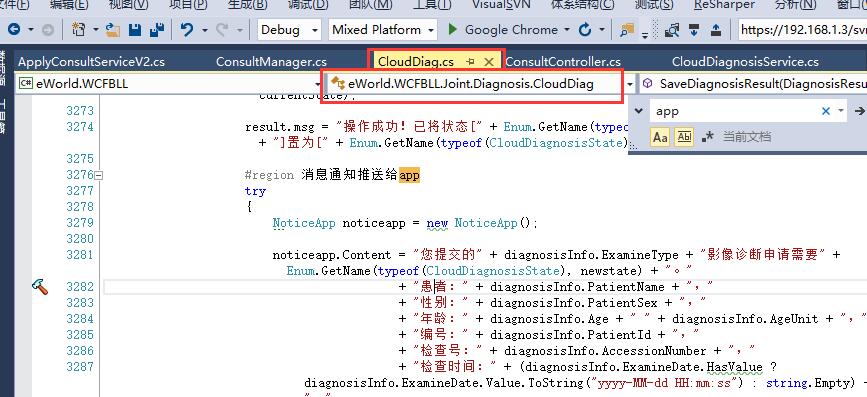 文件(F) 编辑(E) 视图(V) 项目(P) 生成(B) 调试(D) 团队(M) 工具(T) VisualSVN 体系结构(C) 测试(S) ReSharper 分析(N) 窗口(W
Debug Mixed Platform Google Chrome https://192.168.1.3/svn
ApplyConsultServiceV2.cs ConsultManager.cs CloudDiag.cs ConsultController.cs CloudDiagnosisService.cs
C# eWorld.WCFBLL eWorld.WCFBLL.Joint.Diagnosis.CloudDiag SaveDiagnosisResult(DiagnosisResu
app
Aa Ab| .* 当前文档
currentState);
3273
3274 result.msg = "操作成功！已将状态[" + Enum.GetName(typeo
+ "]置为[" + Enum.GetName(typeof(CloudDiagnosisState),
3275
3276 #region 消息通知推送给app
3277 try
3278 {
3279 NoticeApp noticeapp = new NoticeApp();
3280
3281 noticeapp.Content = "您提交的" + diagnosisInfo.ExamineType + "影像诊断申请需要" +
Enum.GetName(typeof(CloudDiagnosisState), newstate) + "。"
3282 + "患者：" + diagnosisInfo.PatientName + "，"
3283 + "性别：" + diagnosisInfo.PatientSex + "，"
3284 + "年龄：" + diagnosisInfo.Age + " " + diagnosisInfo.AgeUnit + "，"
3285 + "编号：" + diagnosisInfo.PatientId + "，"
3286 + "检查号：" + diagnosisInfo.AccessionNumber + "，"
3287 + "检查时间：" + (diagnosisInfo.ExamineDate.HasValue ?
diagnosisInfo.ExamineDate.Value.ToString("yyyy-MM-dd HH:mm:ss") : string.Empty) +